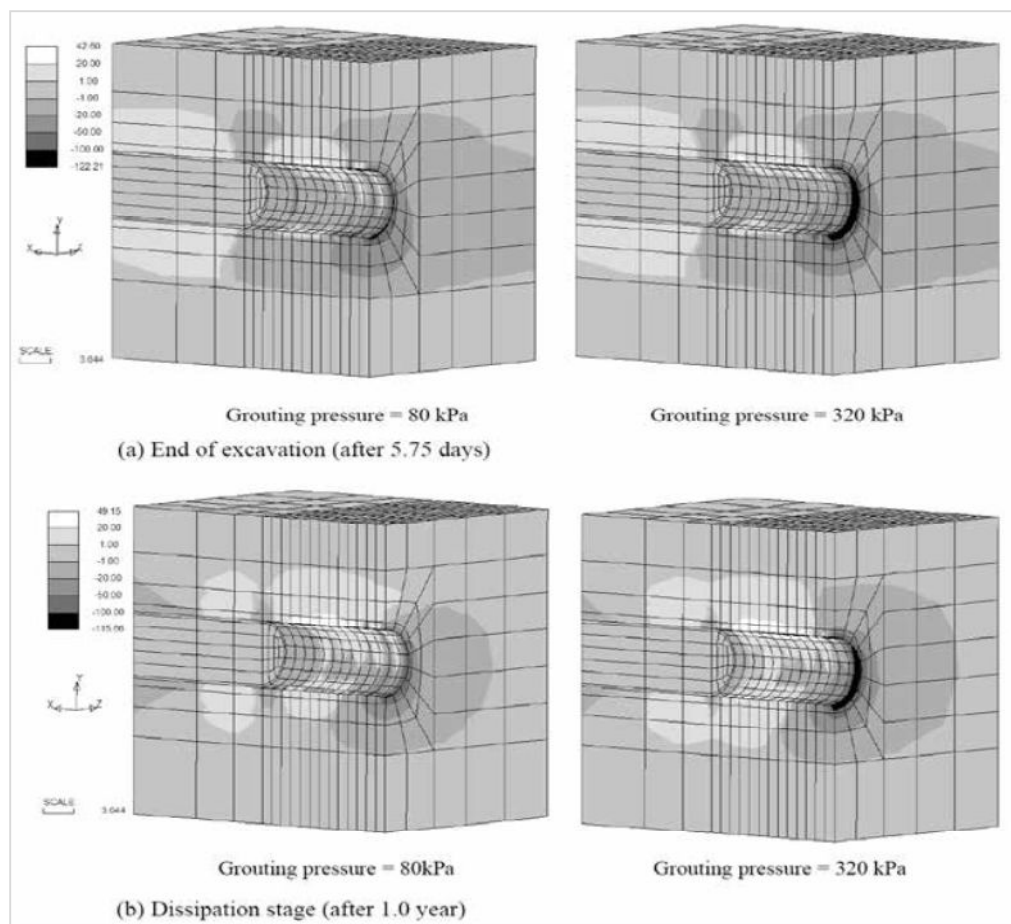 42.60
20.00
1.00
-1.00
-20.00
-50.00
-100.00
-122.21
Y
X Z
SCALE 3.044
Grouting pressure = 80 kPa Grouting pressure = 320 kPa
(a) End of excavation (after 5.75 days)
49.15
20.00
1.00
-1.00
-20.00
-50.00
-100.00
Y
X Z
SCALE 3.044
Grouting pressure = 80kPa Grouting pressure = 320 kPa
(b) Dissipation stage (after 1.0 year)